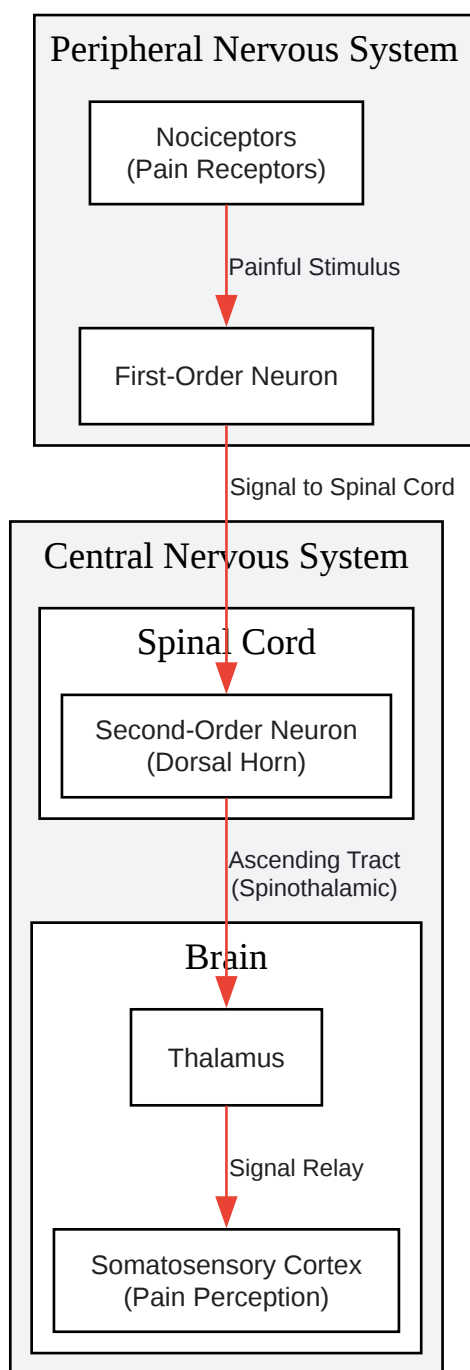 Peripheral Nervous System
Nociceptors
(Pain Receptors)
Painful Stimulus
First-Order Neuron
Signal to Spinal Cord
Central Nervous System
Spinal Cord
Second-Order Neuron
(Dorsal Horn)
Ascending Tract
(Spinothalamic)
Brain
Thalamus
Signal Relay
Somatosensory Cortex
(Pain Perception)